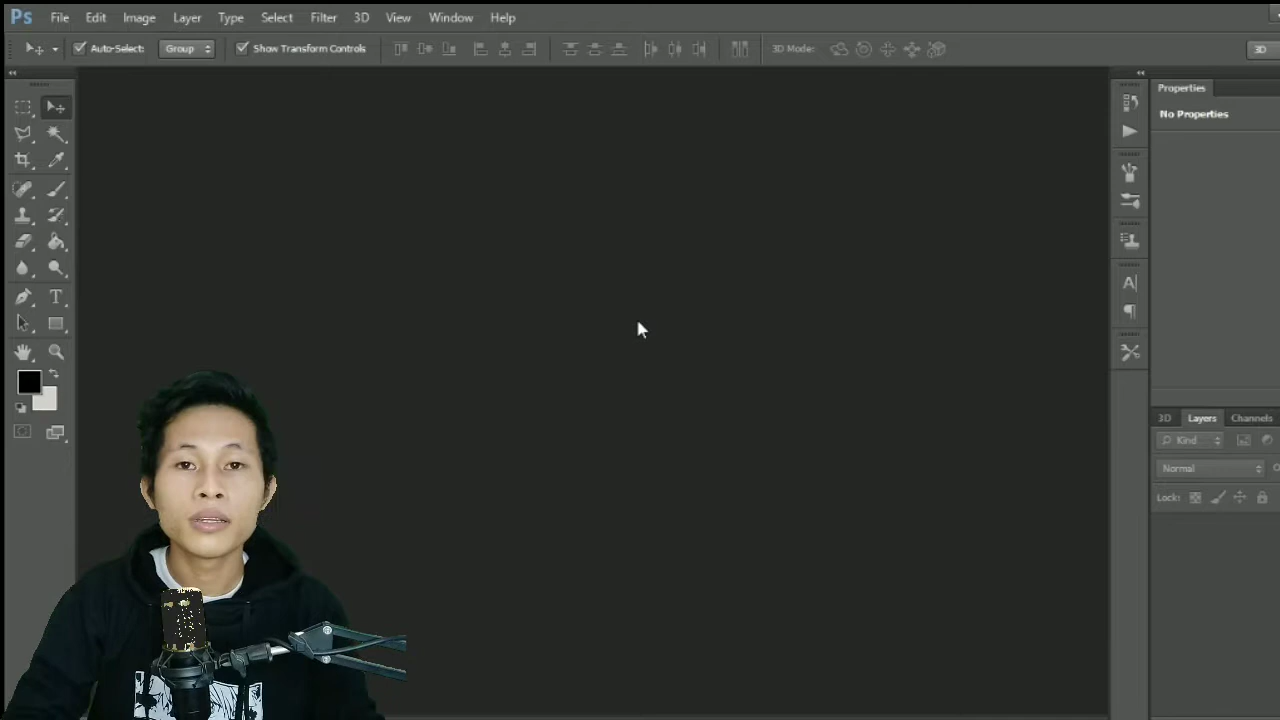 Ps File Edit Image Layer Type Select Filter 3D View Window Help
Auto-Select: Group Show Transform Controls 3D Mode: 3D
Properties
No Properties
3D Layers Channels
Kind
Normal
Lock: